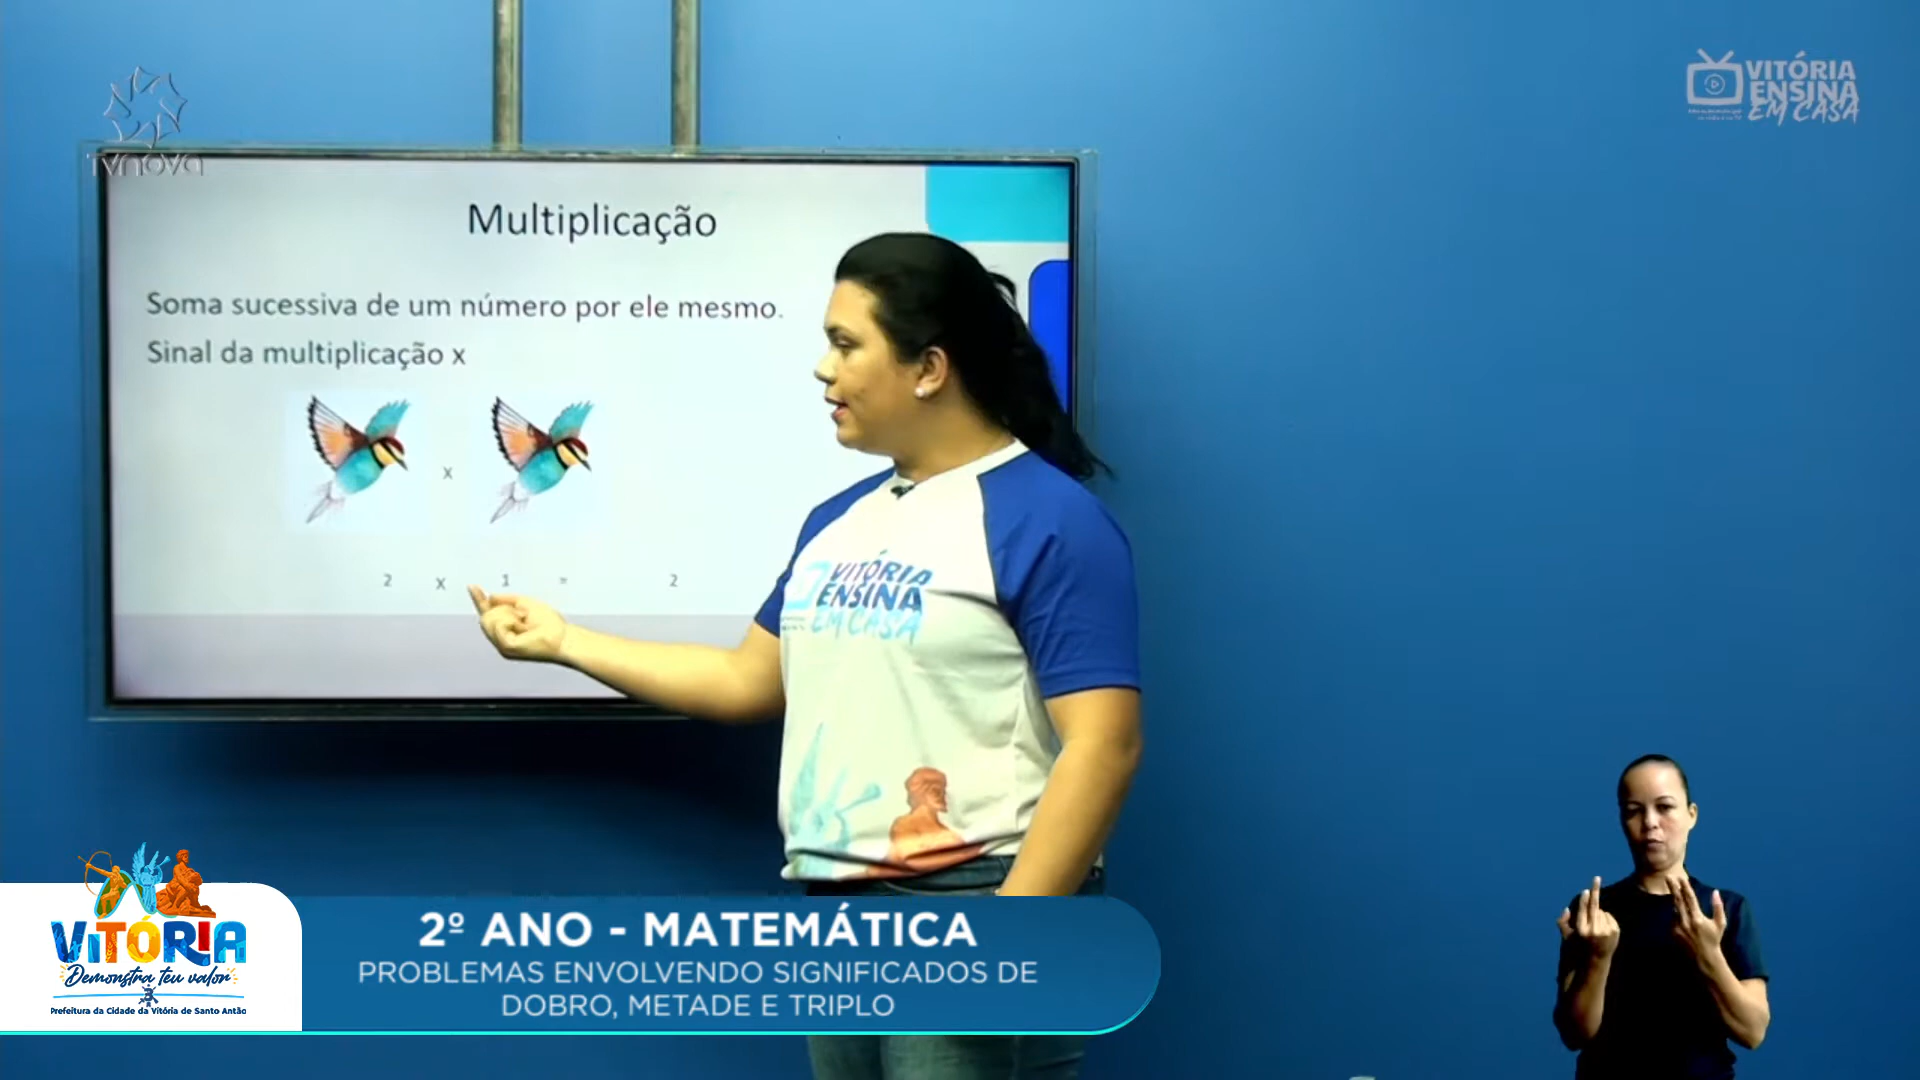 tvnova
VITÓRIA
ENSINA
EM CASA
Multiplicação
Soma sucessiva de um número por ele mesmo.
Sinal da multiplicação x
x
2 x 1 = 2
VITÓRIA
ENSINA
EM CASA
VITÓRIA
Demonstra teu valor
Prefeitura da Cidade da Vitória de Santo Antão
2º ANO - MATEMÁTICA
PROBLEMAS ENVOLVENDO SIGNIFICADOS DE
DOBRO, METADE E TRIPLO